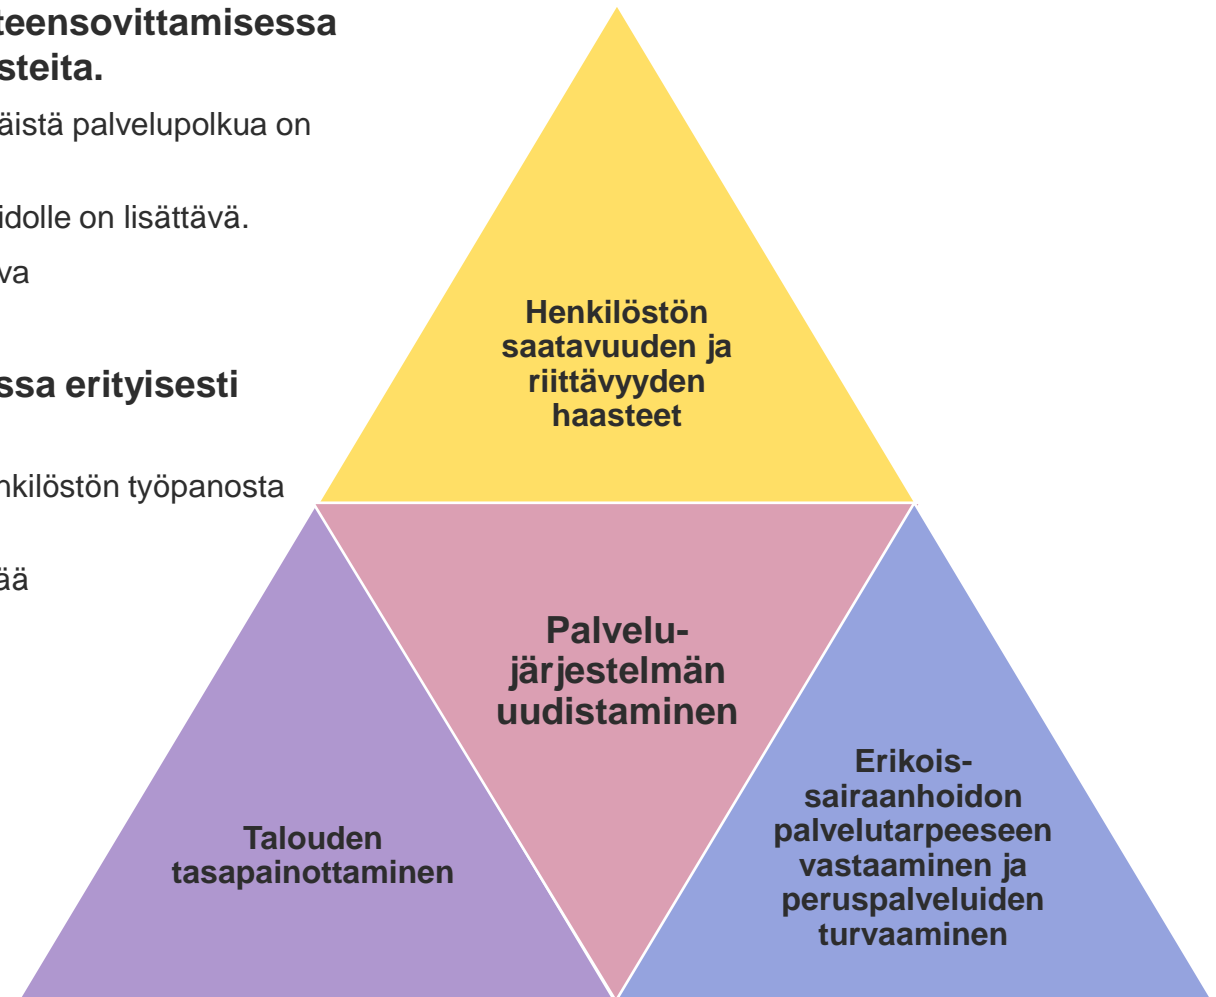 teensovittamisessa
steita.
äistä palvelupolkua on
idolle on lisättävä.
va
ssa erityisesti
nkilöstön työpanosta
ää
Henkilöstön
saatavuuden ja
riittävyyden
haasteet
Palvelu-
järjestelmän
uudistaminen
Talouden
tasapainottaminen
Erikois-
sairaanhoidon
palvelutarpeeseen
vastaaminen ja
peruspalveluiden
turvaaminen